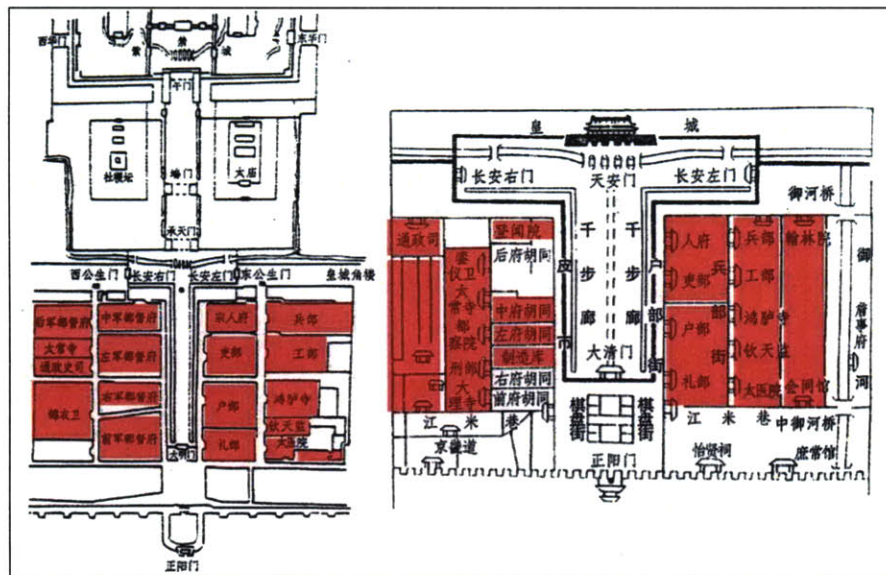 紫
城
西华门
东华门
午门
社稷坛
端门
太庙
承天门
西公生门
长安右门
长安左门
东公生门
皇城角楼
后军都督府
中军都督府
宗人府
兵部
太常寺
通政史司
左军都督府
吏部
工部
锦衣卫
右军都督府
户部
鸿胪寺
钦天监
太医院
前军都督府
礼部
大明门
正阳门
皇
城
长安右门
天安门
长安左门
御河桥
通政司
登闻院
后府胡同
銮仪卫
太常寺
都察院
刑部
大理寺
中府胡同
左府胡同
制造库
右府胡同
前府胡同
皮市
千步廊
千步廊
大清门
户部街
人府
吏部
户部
礼部
兵部街
兵部
工部
鸿胪寺
钦天监
太医院
翰林院
会同馆
御
河
詹事府
江米巷
棋盘街
棋盘街
江米巷
中御河桥
京畿道
正阳门
怡贤祠
庶常馆